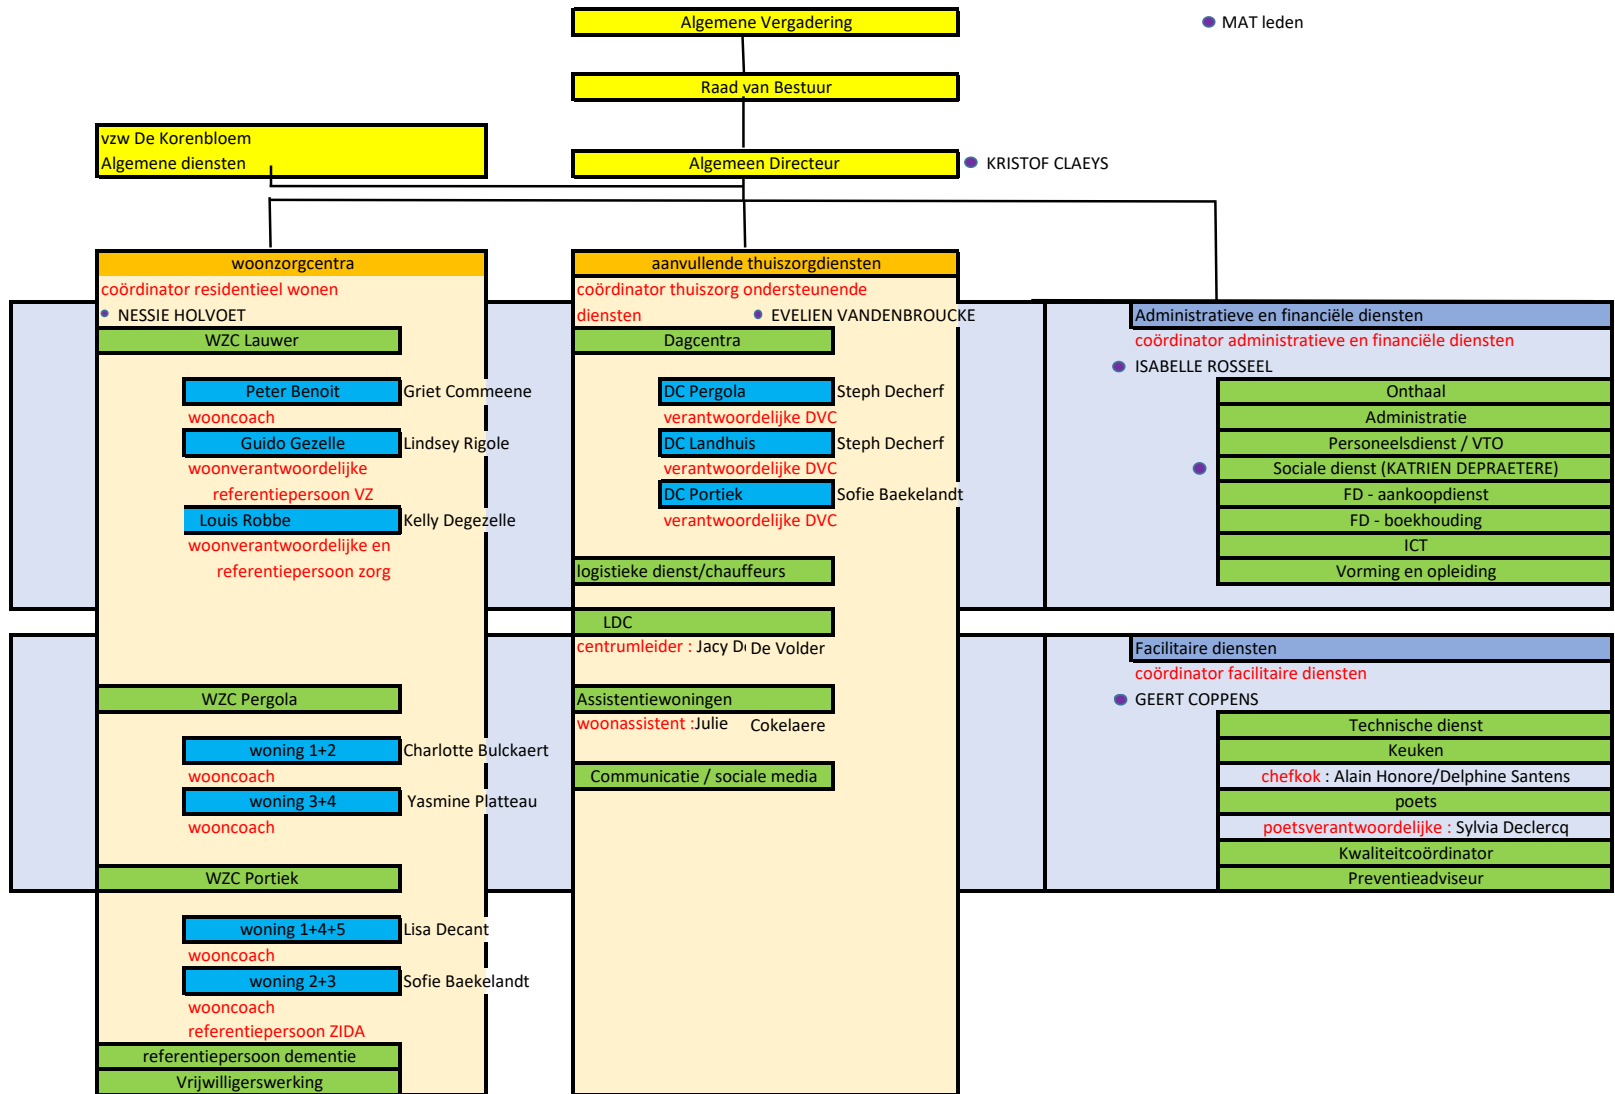 Algemene Vergadering
MAT leden
Raad van Bestuur
vzw De Korenbloem
Algemene diensten
Algemeen Directeur
KRISTOF CLAEYS
woonzorgcentra
coördinator residentieel wonen
NESSIE HOLVOET
WZC Lauwer
Peter Benoit
Griet Commeene
wooncoach
Guido Gezelle
Lindsey Rigole
woonverantwoordelijke
referentiepersoon VZ
Louis Robbe
Kelly Degezelle
woonverantwoordelijke en
referentiepersoon zorg
WZC Pergola
woning 1+2
Charlotte Bulckaert
wooncoach
woning 3+4
Yasmine Platteau
wooncoach
WZC Portiek
woning 1+4+5
Lisa Decant
wooncoach
woning 2+3
Sofie Baekelandt
wooncoach
referentiepersoon ZIDA
referentiepersoon dementie
Vrijwilligerswerking
aanvullende thuiszorgdiensten
coördinator thuiszorg ondersteunende
diensten
EVELIEN VANDENBROUCKE
Dagcentra
DC Pergola
Steph Decherf
verantwoordelijke DVC
DC Landhuis
Steph Decherf
verantwoordelijke DVC
DC Portiek
Sofie Baekelandt
verantwoordelijke DVC
logistieke dienst/chauffeurs
LDC
centrumleider : Jacy De Volder
Assistentiewoningen
woonassistent :Julie Cokelaere
Communicatie / sociale media
Administratieve en financiële diensten
coördinator administratieve en financiële diensten
ISABELLE ROSSEEL
Onthaal
Administratie
Personeelsdienst / VTO
Sociale dienst (KATRIEN DEPRAETERE)
FD - aankoopdienst
FD - boekhouding
ICT
Vorming en opleiding
Facilitaire diensten
coördinator facilitaire diensten
GEERT COPPENS
Technische dienst
Keuken
chefkok : Alain Honore/Delphine Santens
poets
poetsverantwoordelijke : Sylvia Declercq
Kwaliteitcoördinator
Preventieadviseur